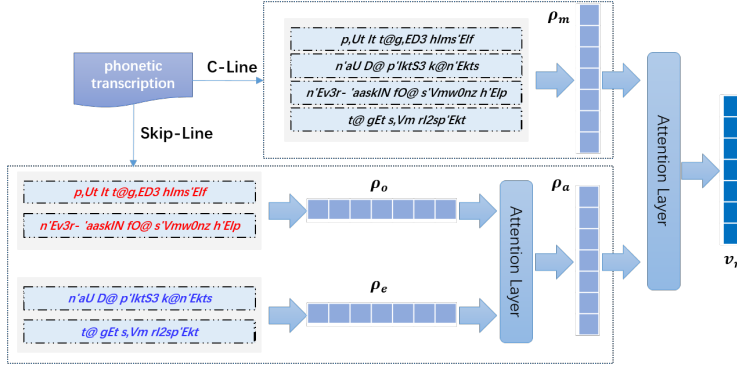 phonetic
transcription
C-Line
Skip-Line
p,Ut It t@g,ED3 hIms'Elf
n'aU D@ p'IktS3 k@n'Ekts
n'Ev3r- 'aaskIN fO@ s'Vmw0nz h'Elp
t@ gEt s,Vm rI2sp'Ekt
ρm
Attention Layer
p,Ut It t@g,ED3 hIms'Elf
n'Ev3r- 'aaskIN fO@ s'Vmw0nz h'Elp
ρo
n'aU D@ p'IktS3 k@n'Ekts
t@ gEt s,Vm rI2sp'Ekt
ρe
Attention Layer
ρa